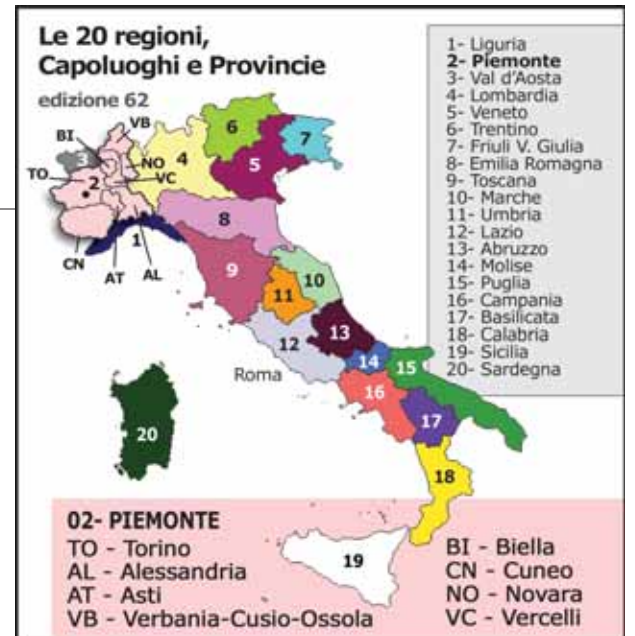 Le 20 regioni,
Capoluoghi e Provincie
edizione 62
1- Liguria
2- Piemonte
3- Val d'Aosta
4- Lombardia
5- Veneto
6- Trentino
7- Friuli V. Giulia
8- Emilia Romagna
9- Toscana
10- Marche
11- Umbria
12- Lazio
13- Abruzzo
14- Molise
15- Puglia
16- Campania
17- Basilicata
18- Calabria
19- Sicilia
20- Sardegna
VB
BI
NO
VC
TO
CN
AT
AL
3
2
4
6
5
7
1
8
9
10
11
12
13
Roma
14
15
16
17
20
18
19
02- PIEMONTE
TO - Torino
AL - Alessandria
AT - Asti
VB - Verbania-Cusio-Ossola
BI - Biella
CN - Cuneo
NO - Novara
VC - Vercelli